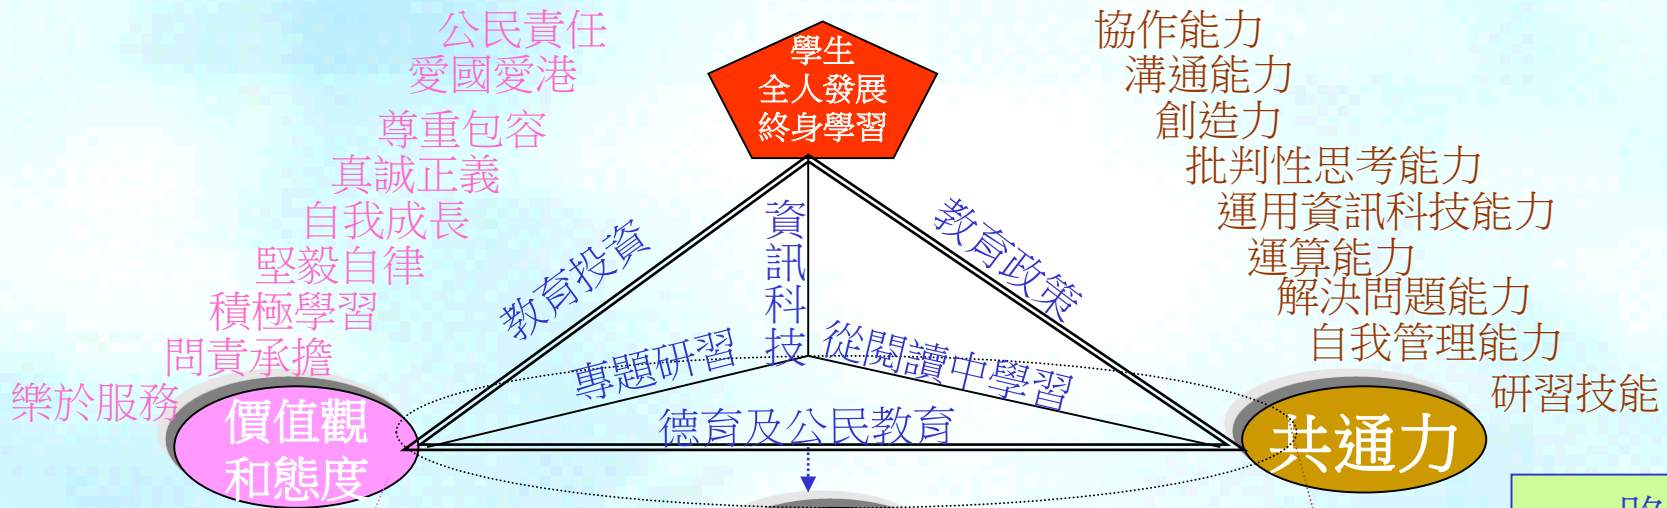 公民責任
愛國愛港
尊重包容
真誠正義
自我成長
堅毅自律
積極學習
問責承擔
樂於服務
價值觀
和態度
學生
全人發展
終身學習
教育投資
資訊科技
教育政策
專題研習
從閱讀中學習
德育及公民教育
協作能力
溝通能力
創造力
批判性思考能力
運用資訊科技能力
運算能力
解決問題能力
自我管理能力
研習技能
共通力